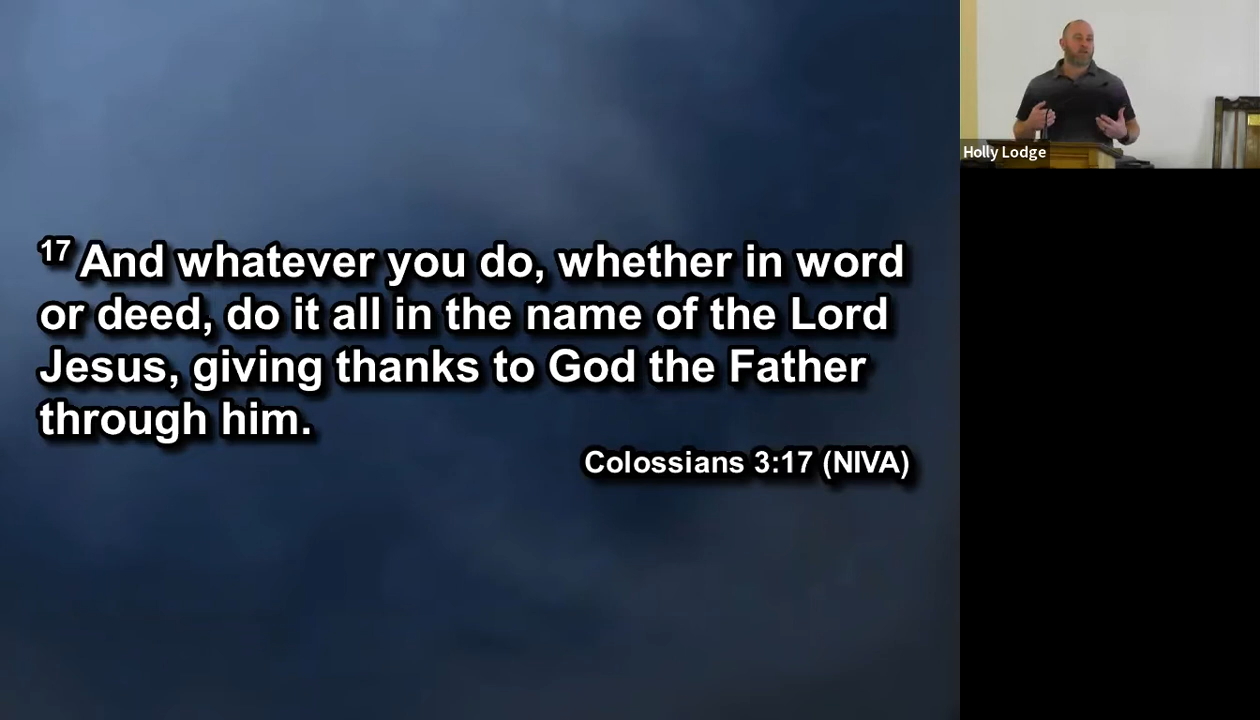 17 And whatever you do, whether in word
or deed, do it all in the name of the Lord
Jesus, giving thanks to God the Father
through him.
Colossians 3:17 (NIVA)
Holly Lodge